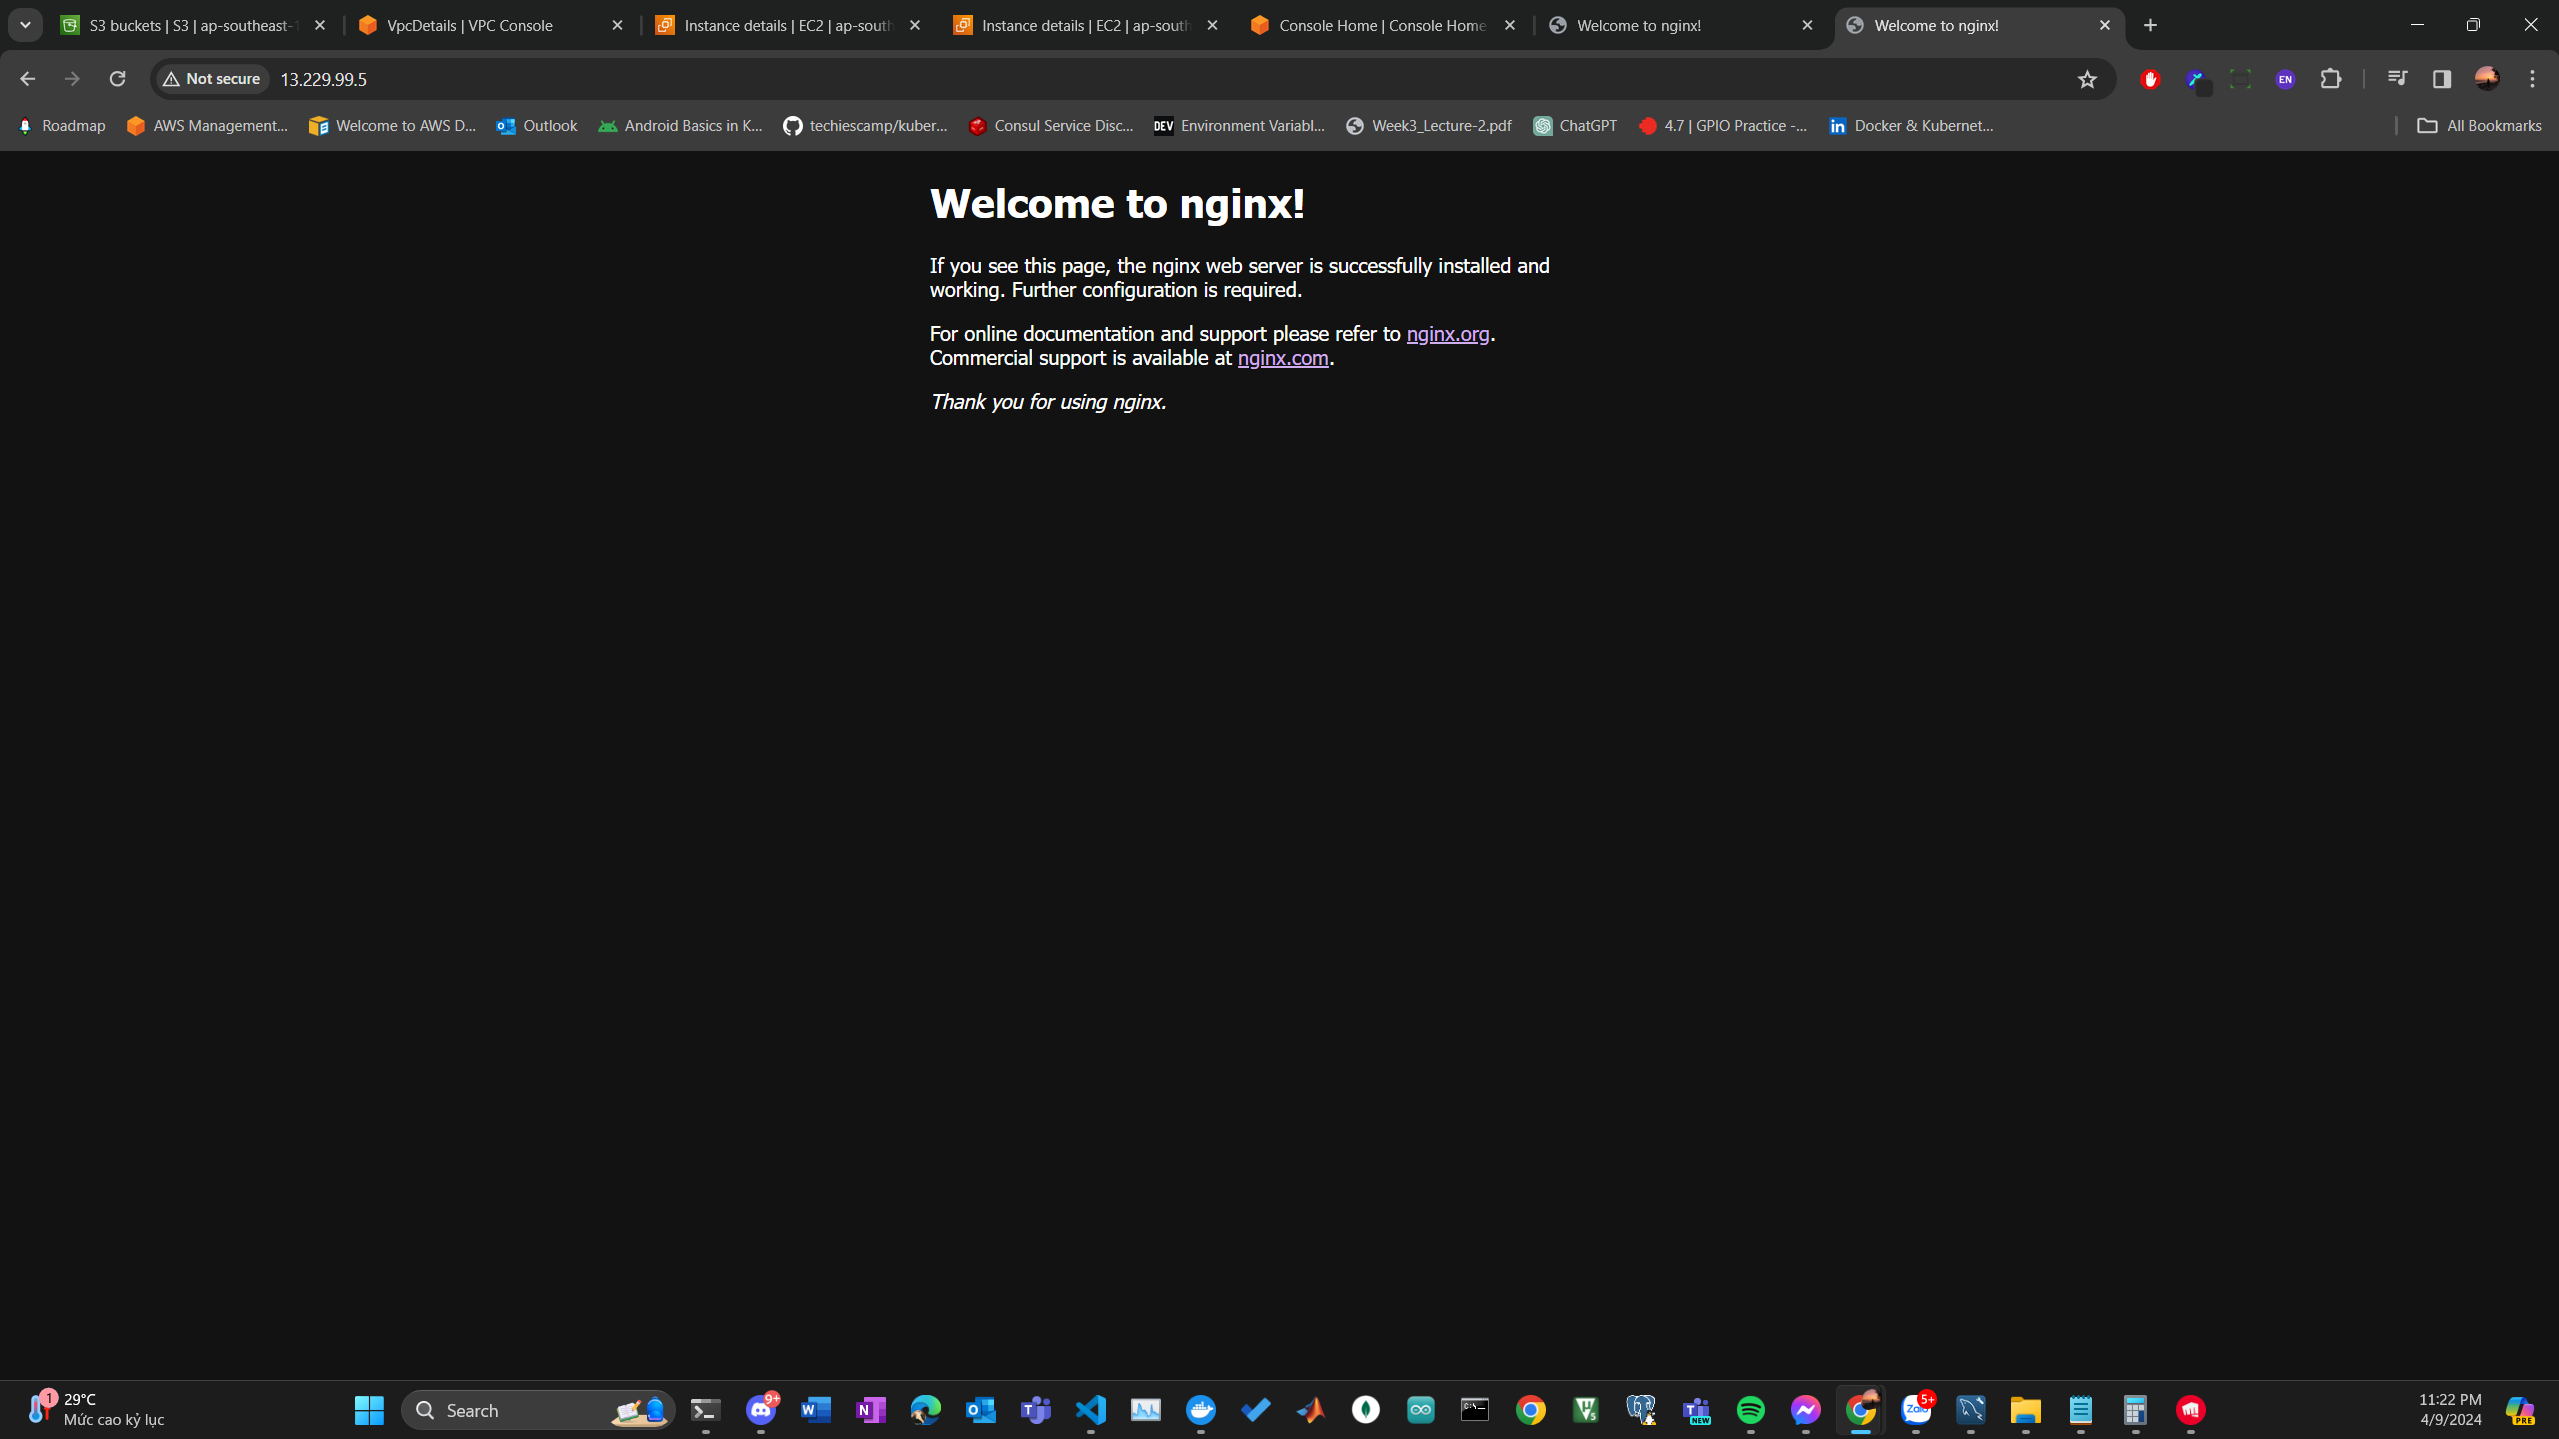 S3 buckets | S3 | ap-southeast-1
VpcDetails | VPC Console
Instance details | EC2 | ap-south
Instance details | EC2 | ap-south
Console Home | Console Home
Welcome to nginx!
Welcome to nginx!
Not secure
13.229.99.5
EN
Roadmap
AWS Management...
Welcome to AWS D...
Outlook
Android Basics in K...
techiescamp/kuber...
Consul Service Disc...
DEV
Environment Variabl...
Week3_Lecture-2.pdf
ChatGPT
4.7 | GPIO Practice -...
in
Docker & Kubernet...
All Bookmarks
Welcome to nginx!
If you see this page, the nginx web server is successfully installed and
working. Further configuration is required.
For online documentation and support please refer to nginx.org.
Commercial support is available at nginx.com.
Thank you for using nginx.
1
29°C
Mức cao kỷ lục
Search
9+
W
N
NEW
Zalo
5+
11:22 PM
4/9/2024
PRE